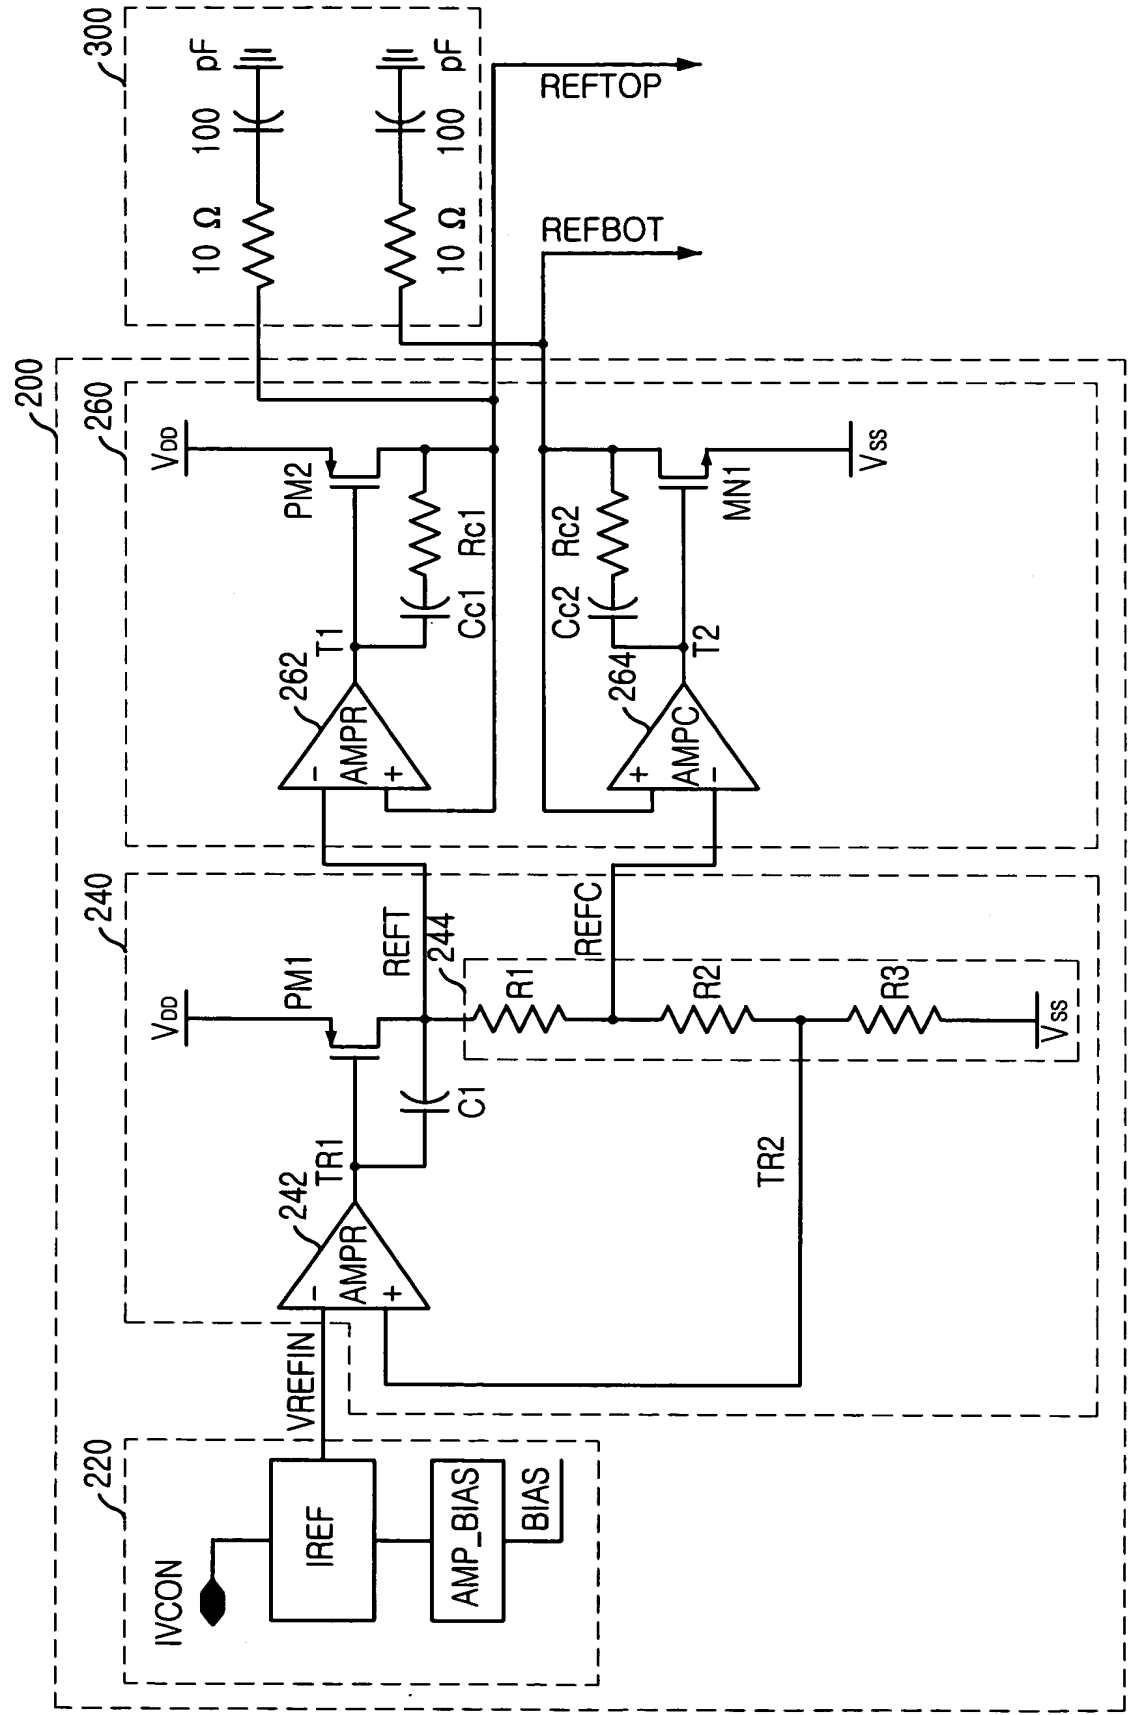 200
220
IVCON
IREF
AMP_BIAS
BIAS
VREFIN
240
242
AMPR
-
+
TR1
VDD
PM1
C1
REFT
244
R1
REFC
R2
R3
VSS
TR2
260
262
AMPR
-
+
T1
VDD
PM2
Cc1
Rc1
264
AMPC
+
-
T2
Cc2
Rc2
MN1
VSS
300
10 Ω
100 pF
10 Ω
100 pF
REFTOP
REFBOT